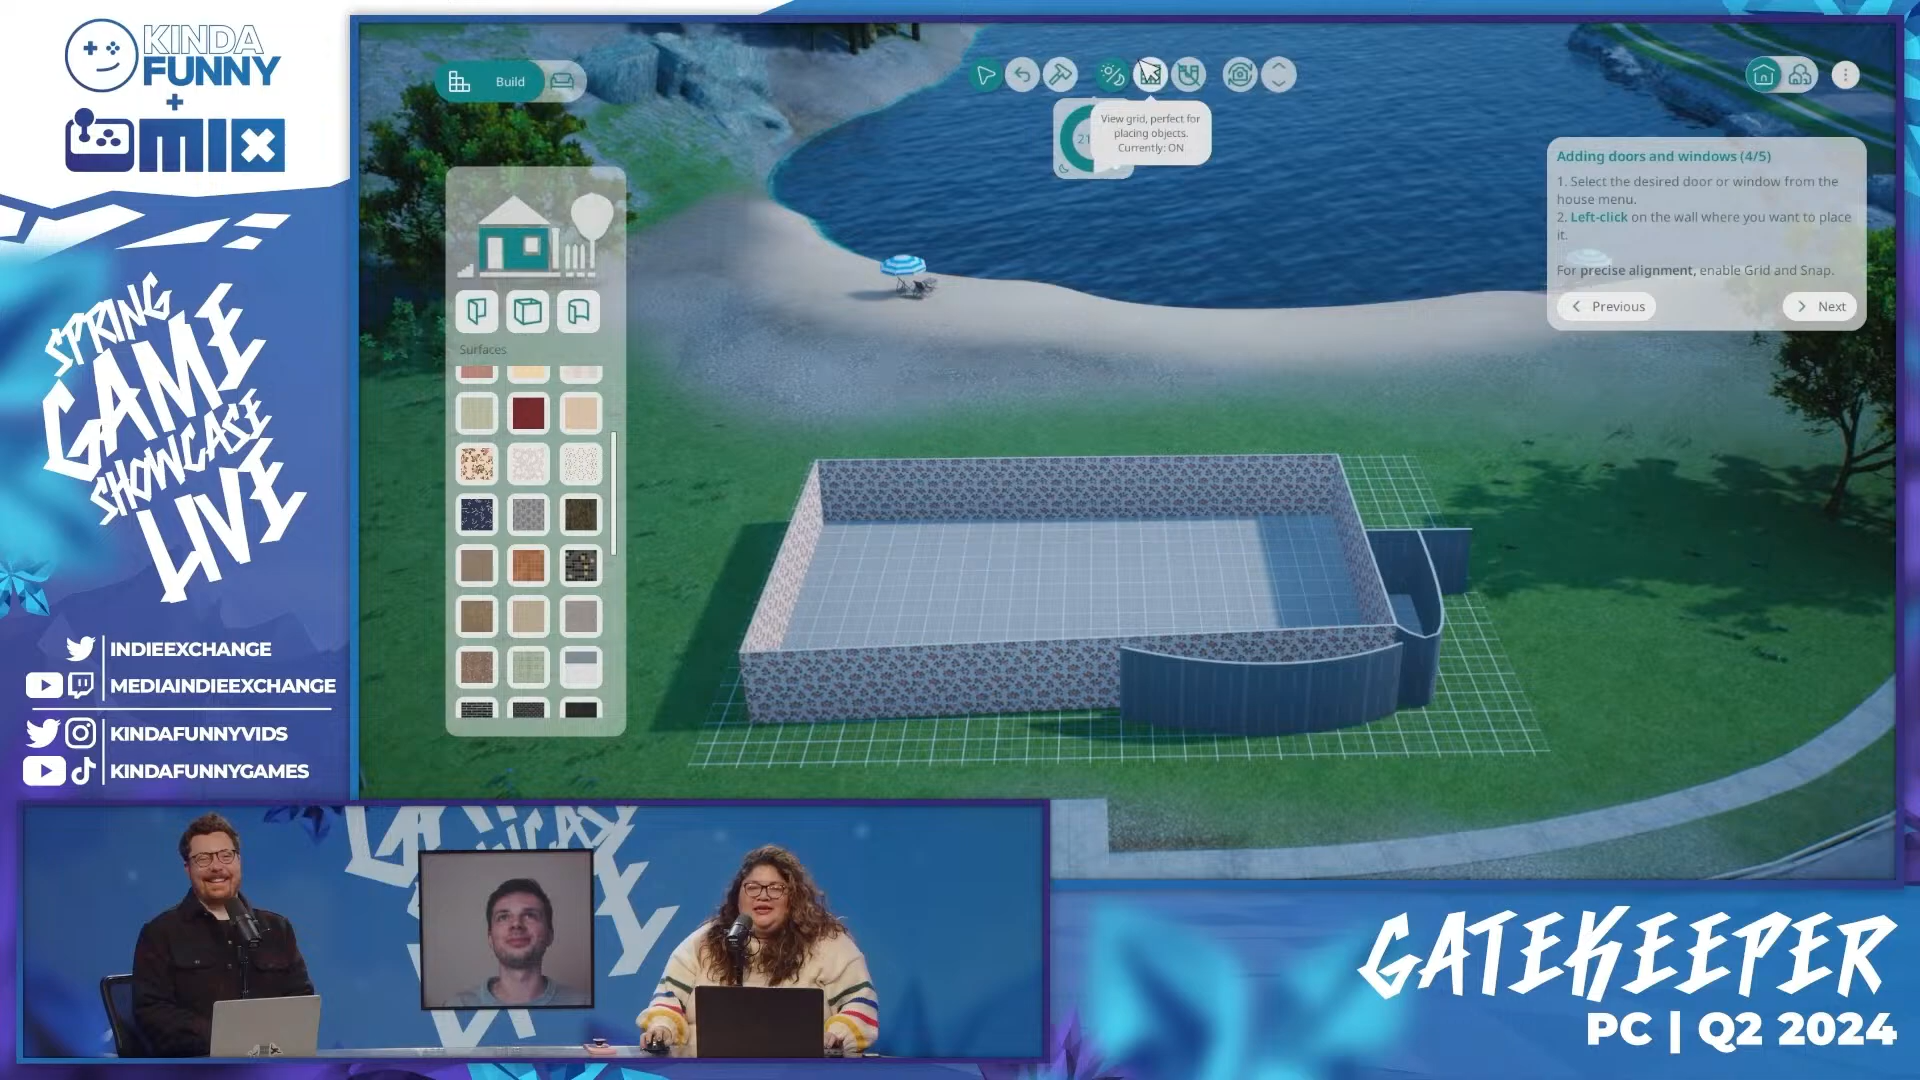 KINDA
FUNNY
+
MIX
SPRING
GAME
SHOWCASE
LIVE
INDIEEXCHANGE
MEDIAINDIEEXCHANGE
KINDAFUNNYVIDS
KINDAFUNNYGAMES
Build
21
View grid, perfect for
placing objects.
Currently: ON
Surfaces
Adding doors and windows (4/5)
1. Select the desired door or window from the
house menu.
2. Left-click on the wall where you want to place
it.
For precise alignment, enable Grid and Snap.
Previous
Next
GATEKEEPER
PC | Q2 2024